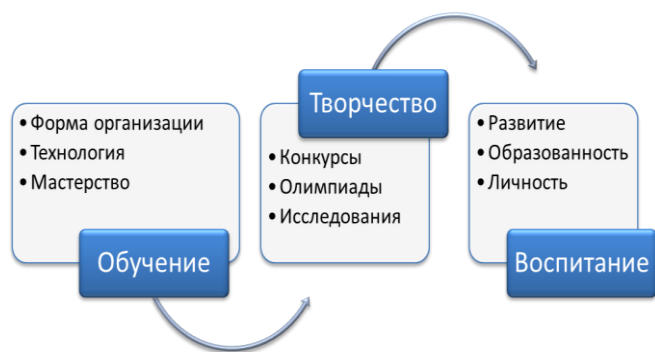 • Форма организации
• Технология
• Мастерство
Обучение
Творчество
• Конкурсы
• Олимпиады
• Исследования
• Развитие
• Образованность
• Личность
Воспитание